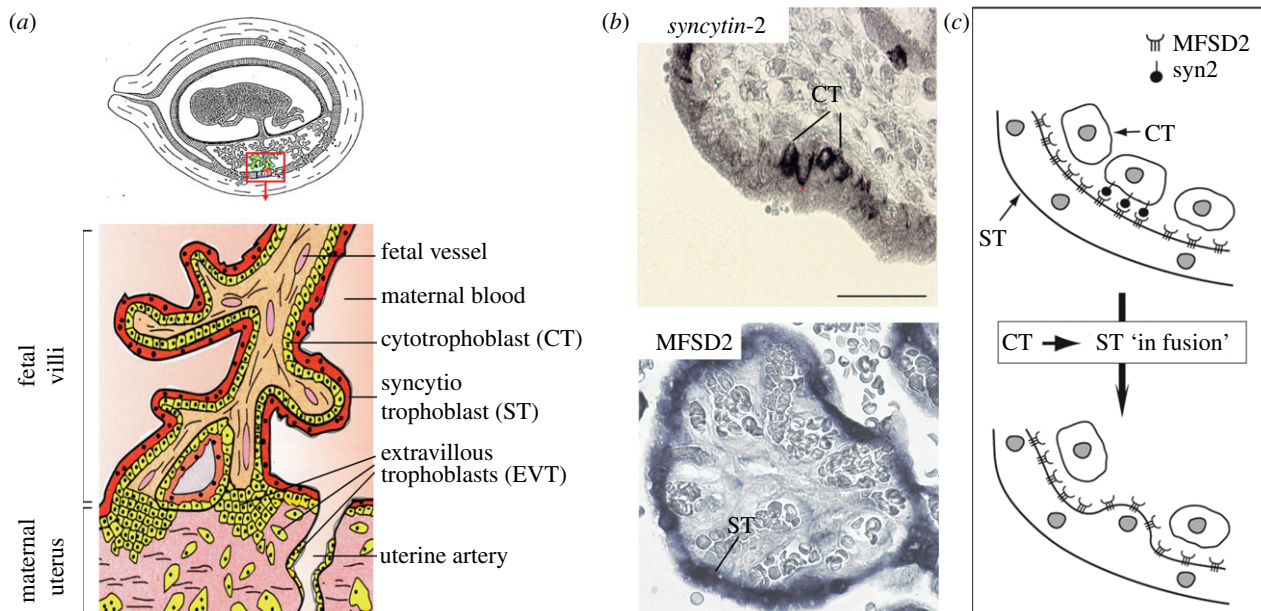 (a)
fetal vessel
maternal blood
cytotrophoblast (CT)
syncytio
trophoblast (ST)
extravillous
trophoblasts (EVT)
uterine artery
fetal
villi
maternal
uterus
(b)
syncytin-2
CT
MFSD2
ST
(c)
MFSD2
syn2
CT
ST
CT ST ‘in fusion’